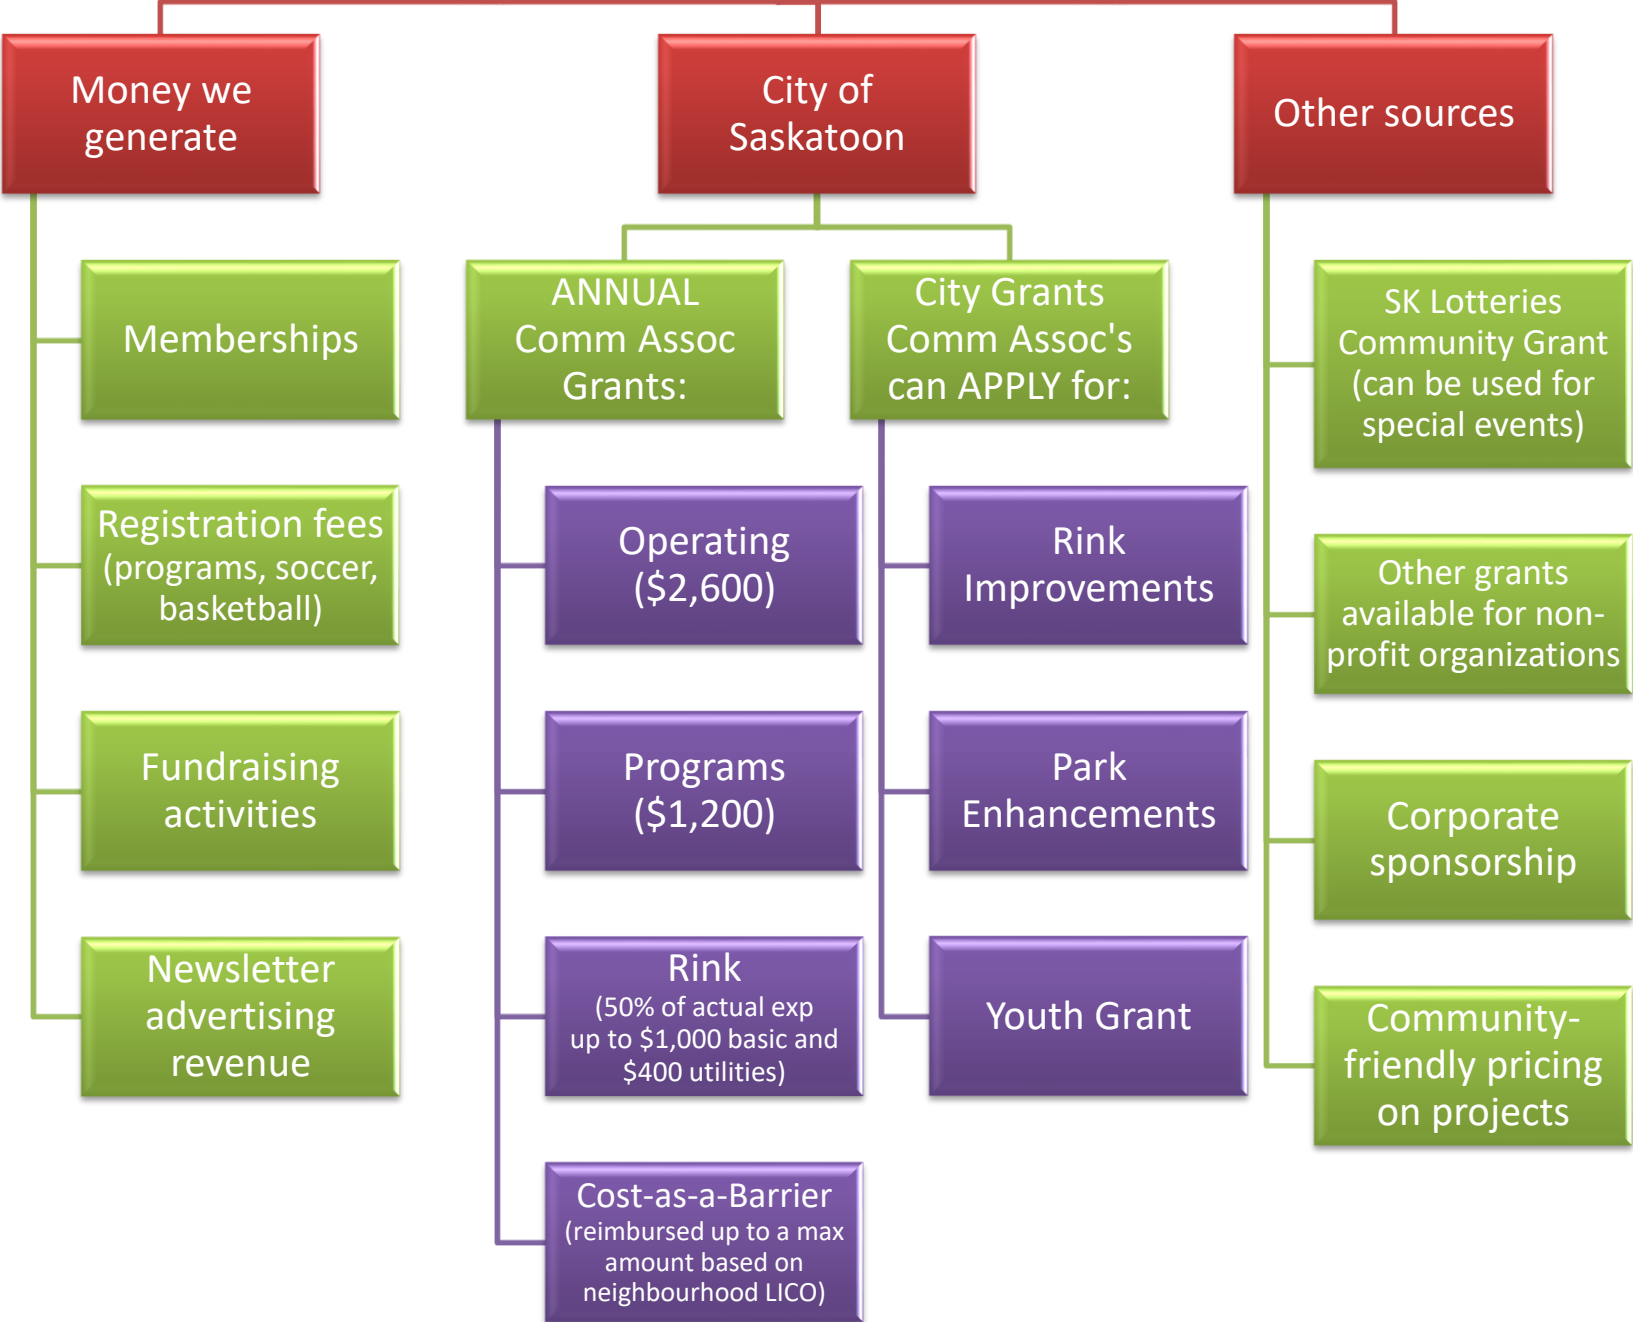 Money we
generate
City of
Saskatoon
Other sources
Memberships
Registration fees
(programs, soccer,
basketball)
Fundraising
activities
Newsletter
advertising
revenue
ANNUAL
Comm Assoc
Grants:
Operating
($2,600)
Programs
($1,200)
Rink
(50% of actual exp
up to $1,000 basic and
$400 utilities)
Cost-as-a-Barrier
(reimbursed up to a max
amount based on
neighbourhood LICO)
City Grants
Comm Assoc's
can APPLY for:
Rink
Improvements
Park
Enhancements
Youth Grant
SK Lotteries
Community Grant
(can be used for
special events)
Other grants
available for non-
profit organizations
Corporate
sponsorship
Community-
friendly pricing
on projects